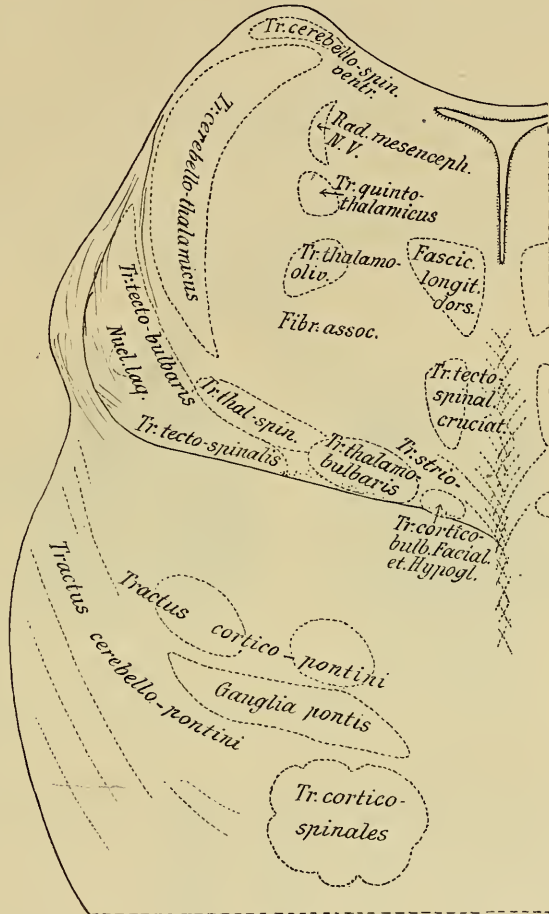 Tr. cerebello-spin.
ventr.
Tr. cerebello-thalamicus
Rad. mesenceph.
N. V.
Tr. quinto-
thalamicus
Tr. thalamo-
oliv.
Fascic.
longit.
dors.
Fibr. assoc.
Tr. tecto-bulbaris
Nucl. laq.
Tr. tecto-
spinal.
cruciat.
Tr. thal-spin.
Tr. tecto-spinalis
Tr. thalamo-
bulbaris
Tr. strio-
Tr. cortico-
bulb. Facial.
et. Hypogl.
Tractus cerebello-pontini
Tractus cortico-pontini
Ganglia pontis
Tr. cortico-
spinales